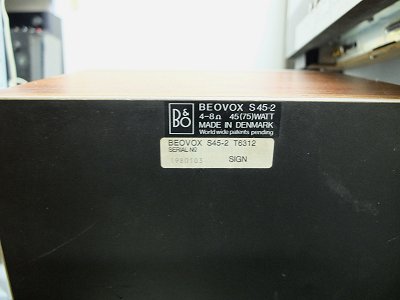 B&O
BEOVOX S45-2
4-8Ω 45(75)WATT
MADE IN DENMARK
World wide patents pending
BEOVOX S45-2 T6312
SERIAL NO
1980103 SIGN